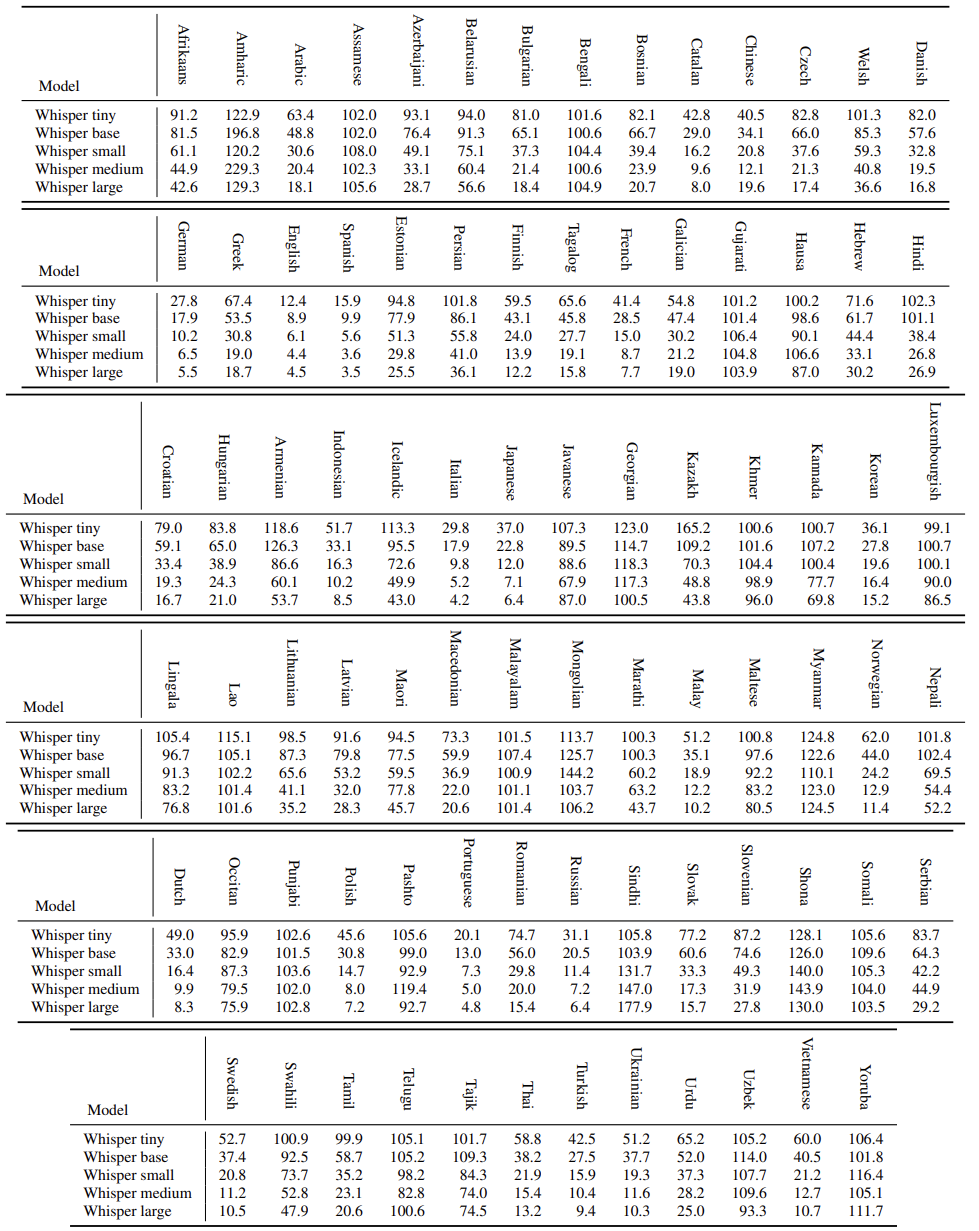 Model Afrikaans Amharic Arabic Assamese Azerbaijani Belarusian Bulgarian Bengali Bosnian Catalan Chinese Czech Welsh Danish
Whisper tiny 91.2 122.9 63.4 102.0 93.1 94.0 81.0 101.6 82.1 42.8 40.5 82.8 101.3 82.0
Whisper base 81.5 196.8 48.8 102.0 76.4 91.3 65.1 100.6 66.7 29.0 34.1 66.0 85.3 57.6
Whisper small 61.1 120.2 30.6 108.0 49.1 75.1 37.3 104.4 39.4 16.2 20.8 37.6 59.3 32.8
Whisper medium 44.9 229.3 20.4 102.3 33.1 60.4 21.4 100.6 23.9 9.6 12.1 21.3 40.8 19.5
Whisper large 42.6 129.3 18.1 105.6 28.7 56.6 18.4 104.9 20.7 8.0 19.6 17.4 36.6 16.8
Model German Greek English Spanish Estonian Persian Finnish Tagalog French Galician Gujarati Hausa Hebrew Hindi
Whisper tiny 27.8 67.4 12.4 15.9 94.8 101.8 59.5 65.6 41.4 54.8 101.2 100.2 71.6 102.3
Whisper base 17.9 53.5 8.9 9.9 77.9 86.1 43.1 45.8 28.5 47.4 101.4 98.6 61.7 101.1
Whisper small 10.2 30.8 6.1 5.6 51.3 55.8 24.0 27.7 15.0 30.2 106.4 90.1 44.4 38.4
Whisper medium 6.5 19.0 4.4 3.6 29.8 41.0 13.9 19.1 8.7 21.2 104.8 106.6 33.1 26.8
Whisper large 5.5 18.7 4.5 3.5 25.5 36.1 12.2 15.8 7.7 19.0 103.9 87.0 30.2 26.9
Model Croatian Hungarian Armenian Indonesian Icelandic Italian Japanese Javanese Georgian Kazakh Khmer Kannada Korean Luxembourgish
Whisper tiny 79.0 83.8 118.6 51.7 113.3 29.8 37.0 107.3 123.0 165.2 100.6 100.7 36.1 99.1
Whisper base 59.1 65.0 126.3 33.1 95.5 17.9 22.8 89.5 114.7 109.2 101.6 107.2 27.8 100.7
Whisper small 33.4 38.9 86.6 16.3 72.6 9.8 12.0 88.6 118.3 70.3 104.4 100.4 19.6 100.1
Whisper medium 19.3 24.3 60.1 10.2 49.9 5.2 7.1 67.9 117.3 48.8 98.9 77.7 16.4 90.0
Whisper large 16.7 21.0 53.7 8.5 43.0 4.2 6.4 87.0 100.5 43.8 96.0 69.8 15.2 86.5
Model Lingala Lao Lithuanian Latvian Maori Macedonian Malayalam Mongolian Marathi Malay Maltese Myanmar Norwegian Nepali
Whisper tiny 105.4 115.1 98.5 91.6 94.5 73.3 101.5 113.7 100.3 51.2 100.8 124.8 62.0 101.8
Whisper base 96.7 105.1 87.3 79.8 77.5 59.9 107.4 125.7 100.3 35.1 97.6 122.6 44.0 102.4
Whisper small 91.3 102.2 65.6 53.2 59.5 36.9 100.9 144.2 60.2 18.9 92.2 110.1 24.2 69.5
Whisper medium 83.2 101.4 41.1 32.0 77.8 22.0 101.1 103.7 63.2 12.2 83.2 123.0 12.9 54.4
Whisper large 76.8 101.6 35.2 28.3 45.7 20.6 101.4 106.2 43.7 10.2 80.5 124.5 11.4 52.2
Model Dutch Occitan Punjabi Polish Pashto Portuguese Romanian Russian Sindhi Slovak Slovenian Shona Somali Serbian
Whisper tiny 49.0 95.9 102.6 45.6 105.6 20.1 74.7 31.1 105.8 77.2 87.2 128.1 105.6 83.7
Whisper base 33.0 82.9 101.5 30.8 99.0 13.0 56.0 20.5 103.9 60.6 74.6 126.0 109.6 64.3
Whisper small 16.4 87.3 103.6 14.7 92.9 7.3 29.8 11.4 131.7 33.3 49.3 140.0 105.3 42.2
Whisper medium 9.9 79.5 102.0 8.0 119.4 5.0 20.0 7.2 147.0 17.3 31.9 143.9 104.0 44.9
Whisper large 8.3 75.9 102.8 7.2 92.7 4.8 15.4 6.4 177.9 15.7 27.8 130.0 103.5 29.2
Model Swedish Swahili Tamil Telugu Tajik Thai Turkish Ukrainian Urdu Uzbek Vietnamese Yoruba
Whisper tiny 52.7 100.9 99.9 105.1 101.7 58.8 42.5 51.2 65.2 105.2 60.0 106.4
Whisper base 37.4 92.5 58.7 105.2 109.3 38.2 27.5 37.7 52.0 114.0 40.5 101.8
Whisper small 20.8 73.7 35.2 98.2 84.3 21.9 15.9 19.3 37.3 107.7 21.2 116.4
Whisper medium 11.2 52.8 23.1 82.8 74.0 15.4 10.4 11.6 28.2 109.6 12.7 105.1
Whisper large 10.5 47.9 20.6 100.6 74.5 13.2 9.4 10.3 25.0 93.3 10.7 111.7